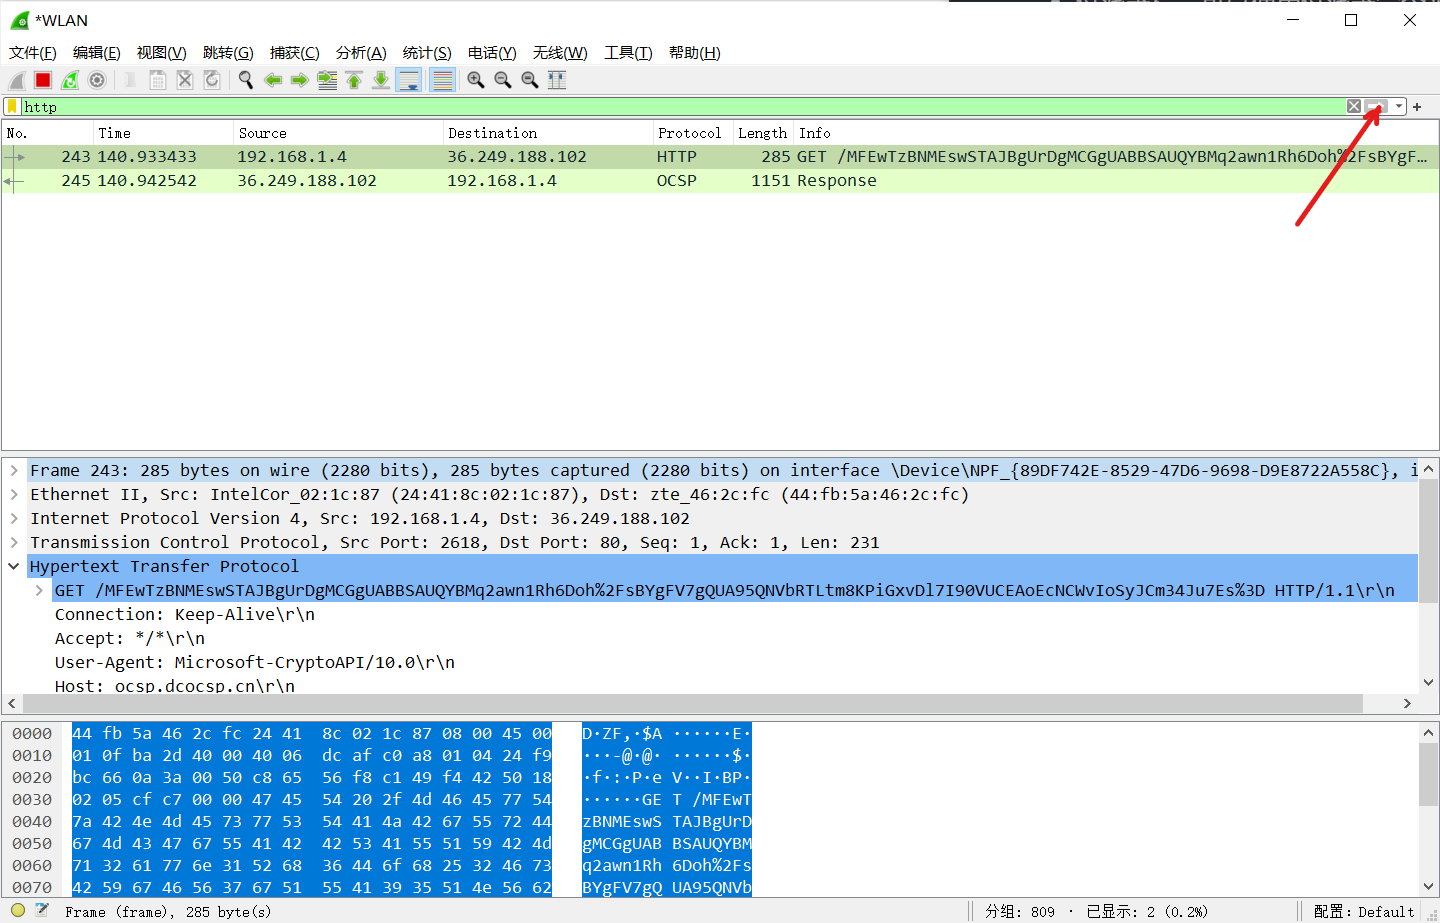 *WLAN
文件(F) 编辑(E) 视图(V) 跳转(G) 捕获(C) 分析(A) 统计(S) 电话(Y) 无线(W) 工具(T) 帮助(H)
http
No. Time Source Destination Protocol Length Info
243 140.933433 192.168.1.4 36.249.188.102 HTTP 285 GET /MFEwTzBNMEswSTAJBgUrDgMCGgUABBSAUQYBMq2awn1Rh6Doh%2FsBYgF…
245 140.942542 36.249.188.102 192.168.1.4 OCSP 1151 Response
Frame 243: 285 bytes on wire (2280 bits), 285 bytes captured (2280 bits) on interface \Device\NPF_{89DF742E-8529-47D6-9698-D9E8722A558C}, i
Ethernet II, Src: IntelCor_02:1c:87 (24:41:8c:02:1c:87), Dst: zte_46:2c:fc (44:fb:5a:46:2c:fc)
Internet Protocol Version 4, Src: 192.168.1.4, Dst: 36.249.188.102
Transmission Control Protocol, Src Port: 2618, Dst Port: 80, Seq: 1, Ack: 1, Len: 231
Hypertext Transfer Protocol
GET /MFEwTzBNMEswSTAJBgUrDgMCGgUABBSAUQYBMq2awn1Rh6Doh%2FsBYgFV7gQUA95QNVbRTLtm8KPiGxvDl7I90VUCEAoEcNCWvIoSyJCm34Ju7Es%3D HTTP/1.1\r\n
Connection: Keep-Alive\r\n
Accept: */*\r\n
User-Agent: Microsoft-CryptoAPI/10.0\r\n
Host: ocsp.dcocsp.cn\r\n
0000 44 fb 5a 46 2c fc 24 41 8c 02 1c 87 08 00 45 00 D·ZF,·$A ······E·
0010 01 0f ba 2d 40 00 40 06 dc af c0 a8 01 04 24 f9 ···-@·@· ······$·
0020 bc 66 0a 3a 00 50 c8 65 56 f8 c1 49 f4 42 50 18 ·f·:·P·e V··I·BP·
0030 02 05 cf c7 00 00 47 45 54 20 2f 4d 46 45 77 54 ······GE T /MFEwT
0040 7a 42 4e 4d 45 73 77 53 54 41 4a 42 67 55 72 44 zBNMEswS TAJBgUrD
0050 67 4d 43 47 67 55 41 42 42 53 41 55 51 59 42 4d gMCGgUAB BSAUQYBM
0060 71 32 61 77 6e 31 52 68 36 44 6f 68 25 32 46 73 q2awn1Rh 6Doh%2Fs
0070 42 59 67 46 56 37 67 51 55 41 39 35 51 4e 56 62 BYgFV7gQ UA95QNVb
Frame (frame), 285 byte(s) 分组: 809 · 已显示: 2 (0.2%) 配置: Default